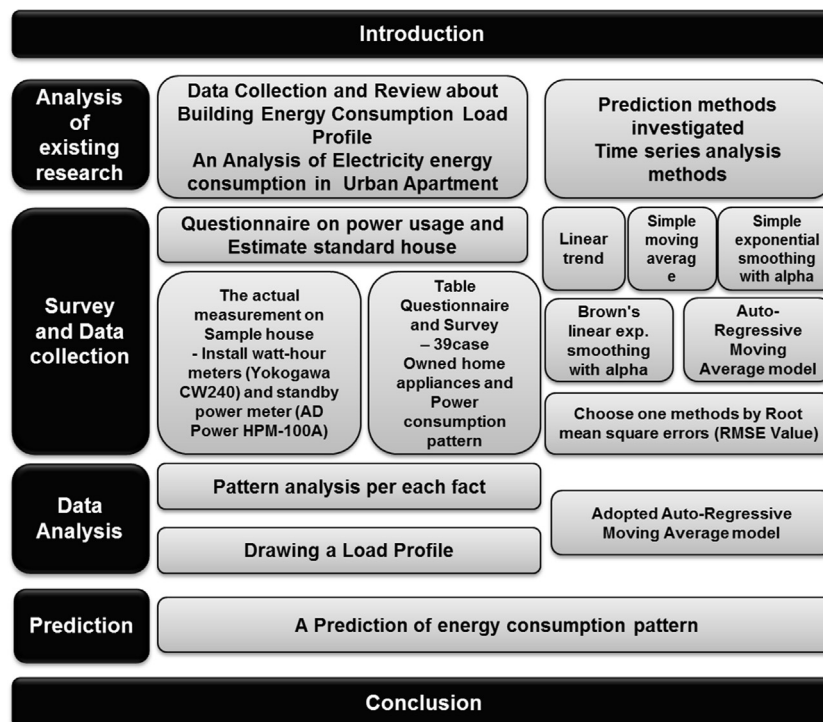 Introduction
Analysis
of
existing
research
Data Collection and Review about
Building Energy Consumption Load
Profile
An Analysis of Electricity energy
consumption in Urban Apartment
Prediction methods
investigated
Time series analysis
methods
Survey
and Data
collection
Questionnaire on power usage and
Estimate standard house
The actual
measurement on
Sample house
- Install watt-hour
meters (Yokogawa
CW240) and standby
power meter (AD
Power HPM-100A)
Table
Questionnaire
and Survey
– 39case
Owned home
appliances and
Power
consumption
pattern
Linear
trend
Simple
moving
averag
e
Simple
exponential
smoothing
with alpha
Brown's
linear exp.
smoothing
with alpha
Auto-
Regressive
Moving
Average model
Choose one methods by Root
mean square errors (RMSE Value)
Data
Analysis
Pattern analysis per each fact
Drawing a Load Profile
Adopted Auto-Regressive
Moving Average model
Prediction
A Prediction of energy consumption pattern
Conclusion